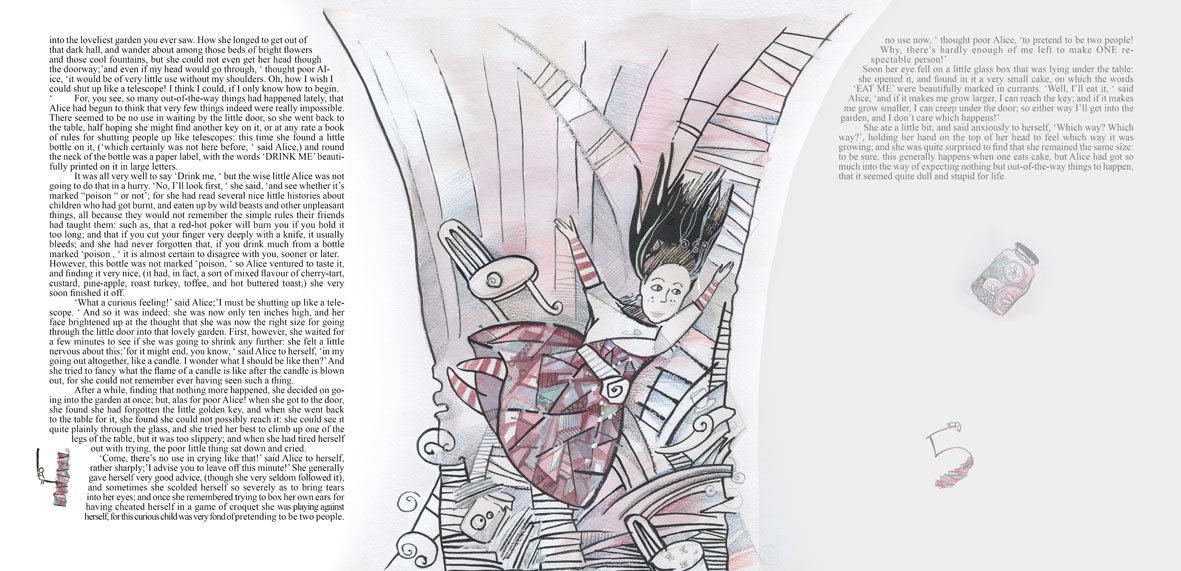 into the loveliest garden you ever saw. How she longed to get out of
that dark hall, and wander about among those beds of bright flowers
and those cool fountains, but she could not even get her head though
the doorway;'and even if my head would go through, ‘ thought poor Al-
ice, ‘it would be of very little use without my shoulders. Oh, how I wish I
could shut up like a telescope! I think I could, if I only know how to begin.
‘ For, you see, so many out-of-the-way things had happened lately, that
Alice had begun to think that very few things indeed were really impossible.
There seemed to be no use in waiting by the little door, so she went back to
the table, half hoping she might find another key on it, or at any rate a book
of rules for shutting people up like telescopes: this time she found a little
bottle on it, (‘which certainly was not here before, ‘ said Alice,) and round
the neck of the bottle was a paper label, with the words ‘DRINK ME’ beauti-
fully printed on it in large letters.
It was all very well to say ‘Drink me, ‘ but the wise little Alice was not
going to do that in a hurry. ‘No, I’ll look first, ‘ she said, ‘and see whether it’s
marked “poison “ or not’; for she had read several nice little histories about
children who had got burnt, and eaten up by wild beasts and other unpleasant
things, all because they would not remember the simple rules their friends
had taught them: such as, that a red-hot poker will burn you if you hold it
too long; and that if you cut your finger very deeply with a knife, it usually
bleeds; and she had never forgotten that, if you drink much from a bottle
marked ‘poison , ‘ it is almost certain to disagree with you, sooner or later.
However, this bottle was not marked ‘poison, ‘ so Alice ventured to taste it,
and finding it very nice, (it had, in fact, a sort of mixed flavour of cherry-tart,
custard, pine-apple, roast turkey, toffee, and hot buttered toast,) she very
soon finished it off.
‘What a curious feeling!’ said Alice;’I must be shutting up like a tele-
scope. ‘ And so it was indeed: she was now only ten inches high, and her
face brightened up at the thought that she was now the right size for going
through the little door into that lovely garden. First, however, she waited for
a few minutes to see if she was going to shrink any further: she felt a little
nervous about this;’for it might end, you know, ‘ said Alice to herself, ‘in my
going out altogether, like a candle. I wonder what I should be like then?’ And
she tried to fancy what the flame of a candle is like after the candle is blown
out, for she could not remember ever having seen such a thing.
After a while, finding that nothing more happened, she decided on go-
ing into the garden at once; but, alas for poor Alice! when she got to the door,
she found she had forgotten the little golden key, and when she went back
to the table for it, she found she could not possibly reach it: she could see it
quite plainly through the glass, and she tried her best to climb up one of the
legs of the table, but it was too slippery; and when she had tired herself
out with trying, the poor little thing sat down and cried.
‘Come, there’s no use in crying like that!’ said Alice to herself,
rather sharply;’I advise you to leave off this minute!’ She generally
gave herself very good advice, (though she very seldom followed it),
and sometimes she scolded herself so severely as to bring tears
into her eyes; and once she remembered trying to box her own ears for
having cheated herself in a game of croquet she was playing against
herself, for this curious child was very fond of pretending to be two people.
4
no use now, ‘ thought poor Alice, ‘to pretend to be two people!
Why, there’s hardly enough of me left to make ONE re-
spectable person!’
Soon her eye fell on a little glass box that was lying under the table:
she opened it, and found in it a very small cake, on which the words
‘EAT ME’ were beautifully marked in currants. ‘Well, I’ll eat it, ‘ said
Alice, ‘and if it makes me grow larger, I can reach the key; and if it makes
me grow smaller, I can creep under the door; so either way I’ll get into the
garden, and I don’t care which happens!’
She ate a little bit, and said anxiously to herself, ‘Which way? Which
way?’, holding her hand on the top of her head to feel which way it was
growing, and she was quite surprised to find that she remained the same size:
to be sure, this generally happens when one eats cake, but Alice had got so
much into the way of expecting nothing but out-of-the-way things to happen,
that it seemed quite dull and stupid for life.
5